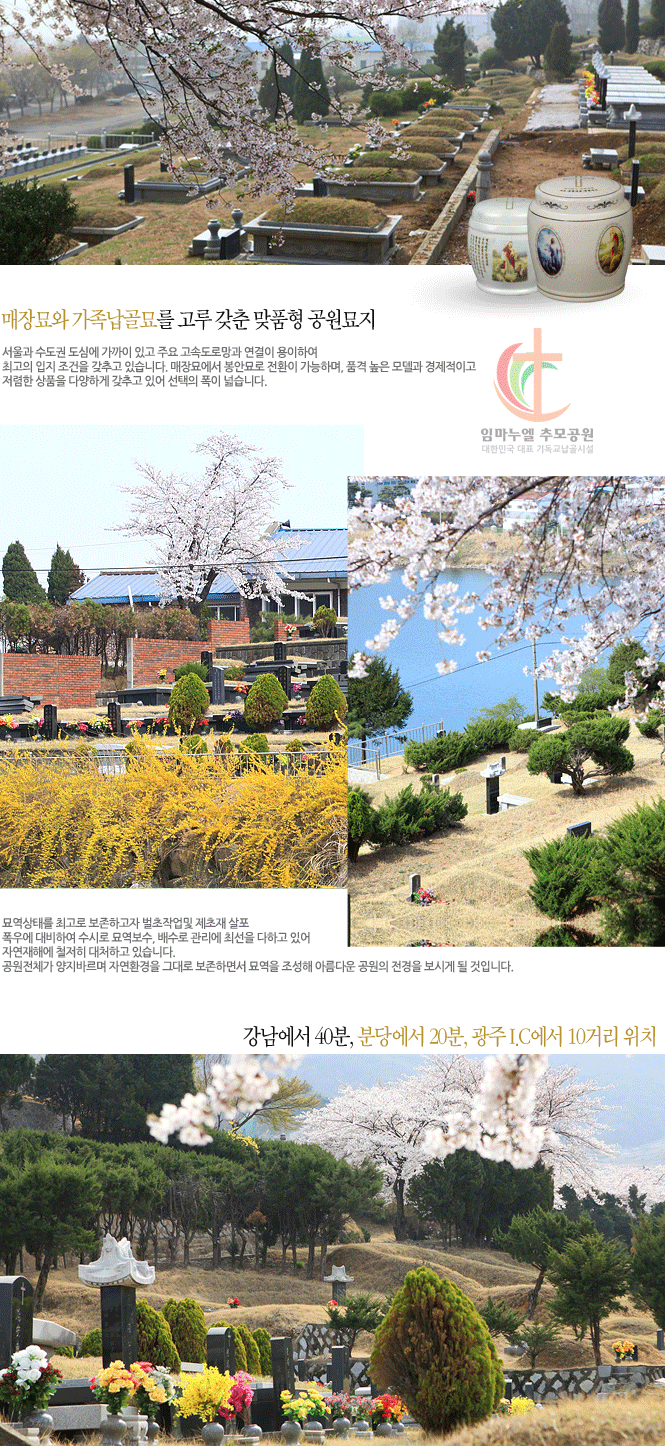 매장묘와 가족납골묘를 고루 갖춘 맞품형 공원묘지
서울과 수도권 도심에 가까이 있고 주요 고속도로망과 연결이 용이하여
최고의 입지 조건을 갖추고 있습니다. 매장묘에서 봉안묘로 전환이 가능하며, 품격 높은 모델과 경제적이고
저렴한 상품을 다양하게 갖추고 있어 선택의 폭이 넓습니다.
임마누엘 추모공원
대한민국 대표 기독교납골시설
묘역상태를 최고로 보존하고자 벌초작업및 제초재 살포
폭우에 대비하여 수시로 묘역보수, 배수로 관리에 최선을 다하고 있어
자연재해에 철저히 대처하고 있습니다.
공원전체가 양지바르며 자연환경을 그대로 보존하면서 묘역을 조성해 아름다운 공원의 전경을 보시게 될 것입니다.
강남에서 40분, 분당에서 20분, 광주 I.C에서 10거리 위치